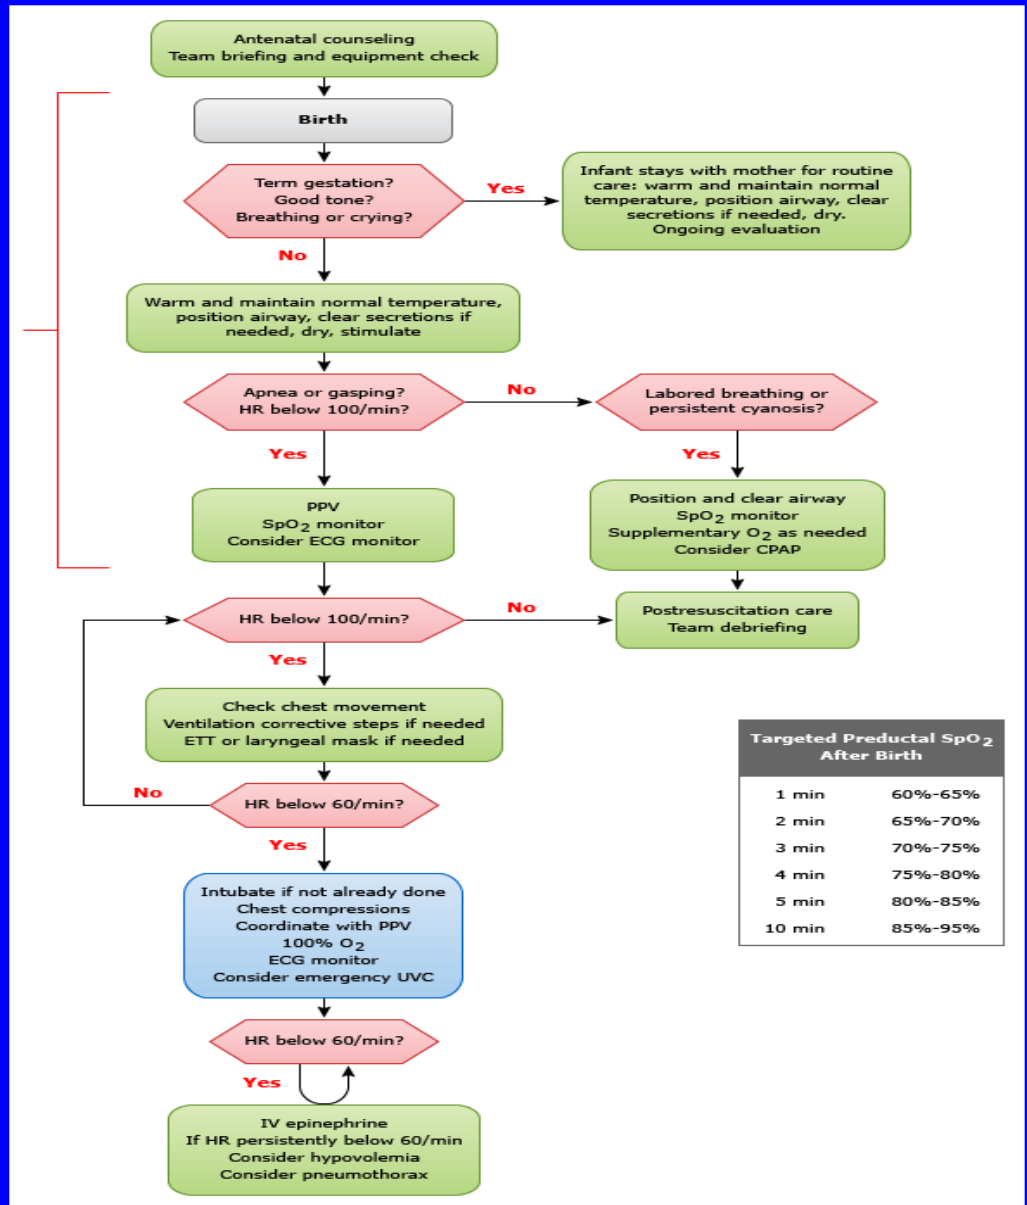 Antenatal counseling
Team briefing and equipment check
Birth
Term gestation?
Good tone?
Breathing or crying?
Yes
Infant stays with mother for routine
care: warm and maintain normal
temperature, position airway, clear
secretions if needed, dry.
Ongoing evaluation
No
Warm and maintain normal temperature,
position airway, clear secretions if
needed, dry, stimulate
Apnea or gasping?
HR below 100/min?
No
Labored breathing or
persistent cyanosis?
Yes
Yes
PPV
SpO2 monitor
Consider ECG monitor
Position and clear airway
SpO2 monitor
Supplementary O2 as needed
Consider CPAP
HR below 100/min?
No
Postresuscitation care
Team debriefing
Yes
Check chest movement
Ventilation corrective steps if needed
ETT or laryngeal mask if needed
HR below 60/min?
No
Yes
Intubate if not already done
Chest compressions
Coordinate with PPV
100% O2
ECG monitor
Consider emergency UVC
HR below 60/min?
Yes
IV epinephrine
If HR persistently below 60/min
Consider hypovolemia
Consider pneumothorax
Targeted Preductal SpO2
After Birth
1 min 60%-65%
2 min 65%-70%
3 min 70%-75%
4 min 75%-80%
5 min 80%-85%
10 min 85%-95%